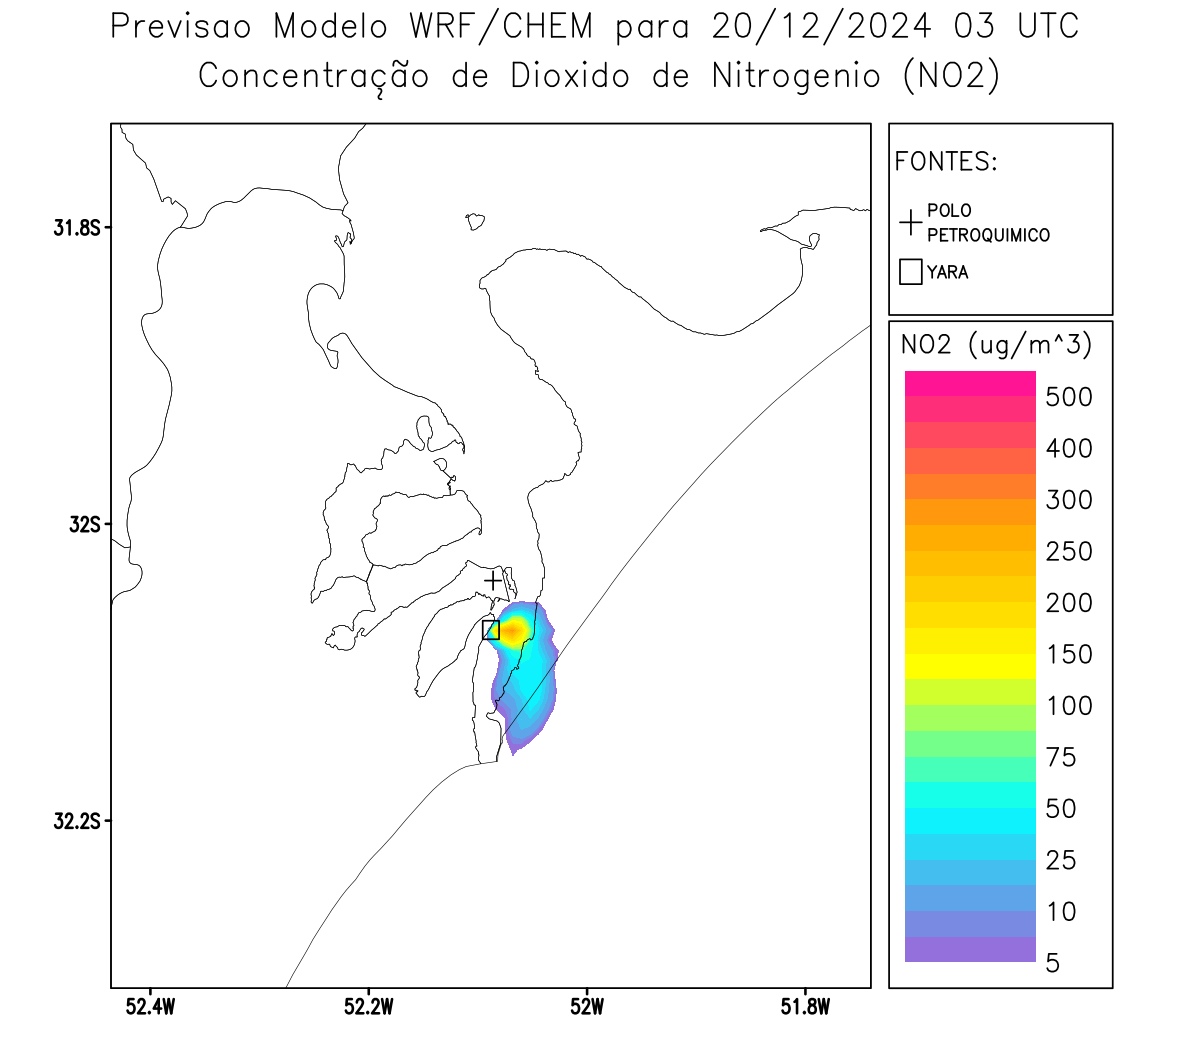 Previsao Modelo WRF/CHEM para 20/12/2024 03 UTC
Concentração de Dioxido de Nitrogenio (NO2)
FONTES:
POLO
PETROQUIMICO
YARA
NO2 (ug/m^3)
500
400
300
250
200
150
100
75
50
25
10
5
31.8S
32S
32.2S
52.4W
52.2W
52W
51.8W